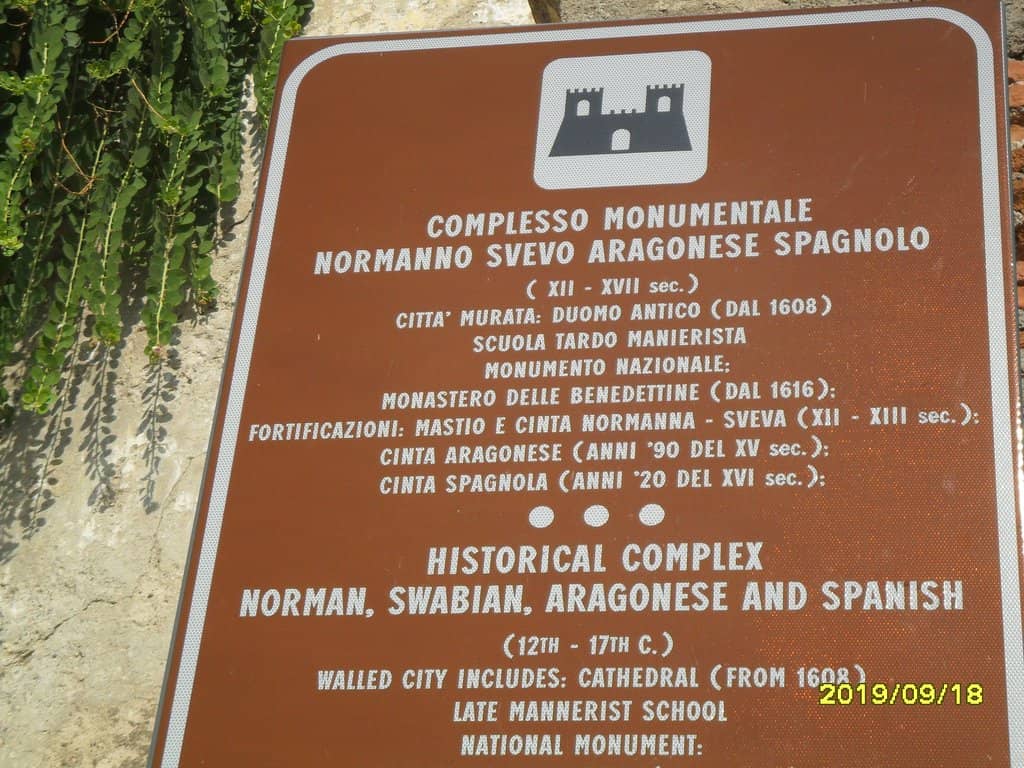 COMPLESSO MONUMENTALE
NORMANNO SVEVO ARAGONESE SPAGNOLO
( XII - XVII sec.)
CITTA' MURATA: DUOMO ANTICO (DAL 1608)
SCUOLA TARDO MANIERISTA
MONUMENTO NAZIONALE:
MONASTERO DELLE BENEDETTINE (DAL 1616):
FORTIFICAZIONI: MASTIO E CINTA NORMANNA - SVEVA (XII - XIII sec.):
CINTA ARAGONESE (ANNI '90 DEL XV sec.):
CINTA SPAGNOLA (ANNI '20 DEL XVI sec.):
HISTORICAL COMPLEX
NORMAN, SWABIAN, ARAGONESE AND SPANISH
(12TH - 17TH C.)
WALLED CITY INCLUDES: CATHEDRAL (FROM 1608)
2019/09/18
LATE MANNERIST SCHOOL
NATIONAL MONUMENT: